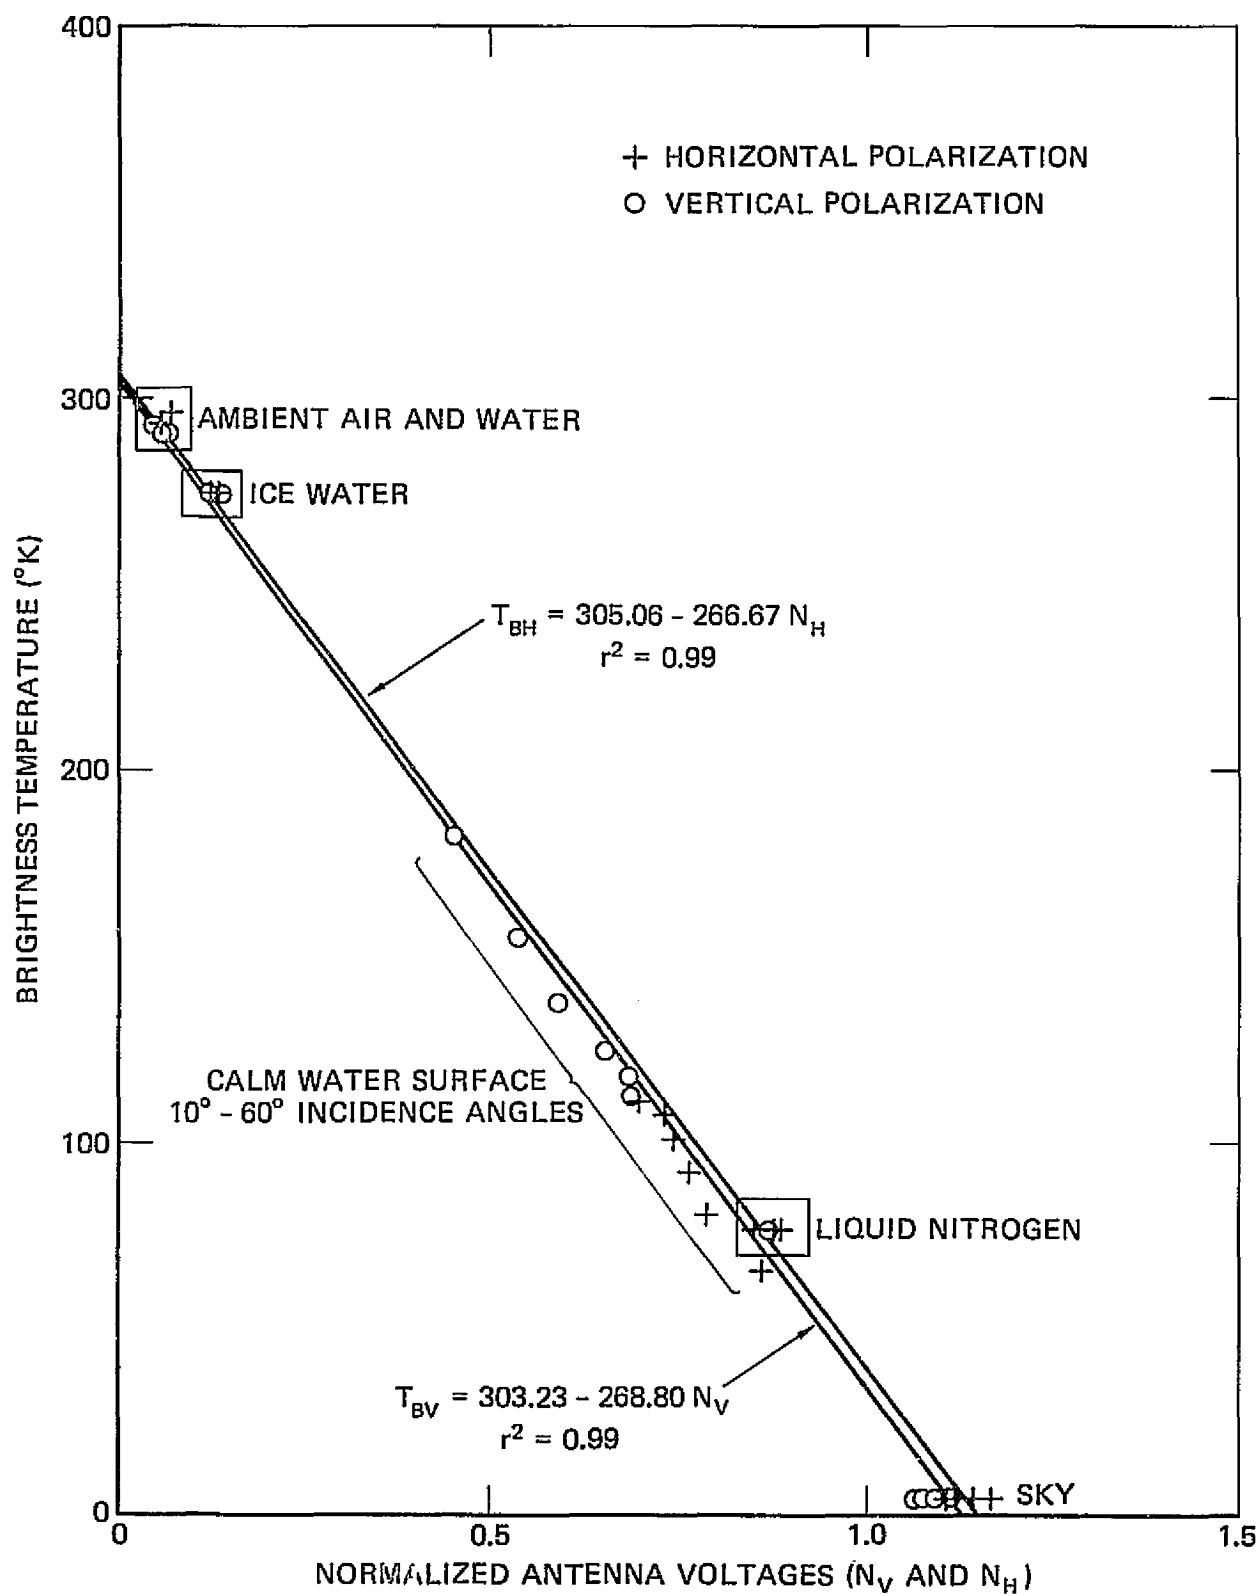 400
+ HORIZONTAL POLARIZATION
O VERTICAL POLARIZATION
300
AMBIENT AIR AND WATER
ICE WATER
BRIGHTNESS TEMPERATURE (°K)
T_BH = 305.06 – 266.67 N_H
r² = 0.99
200
CALM WATER SURFACE
10° – 60° INCIDENCE ANGLES
100
LIQUID NITROGEN
T_BV = 303.23 – 268.80 N_V
r² = 0.99
SKY
0
0 0.5 1.0 1.5
NORMALIZED ANTENNA VOLTAGES (N_V AND N_H)